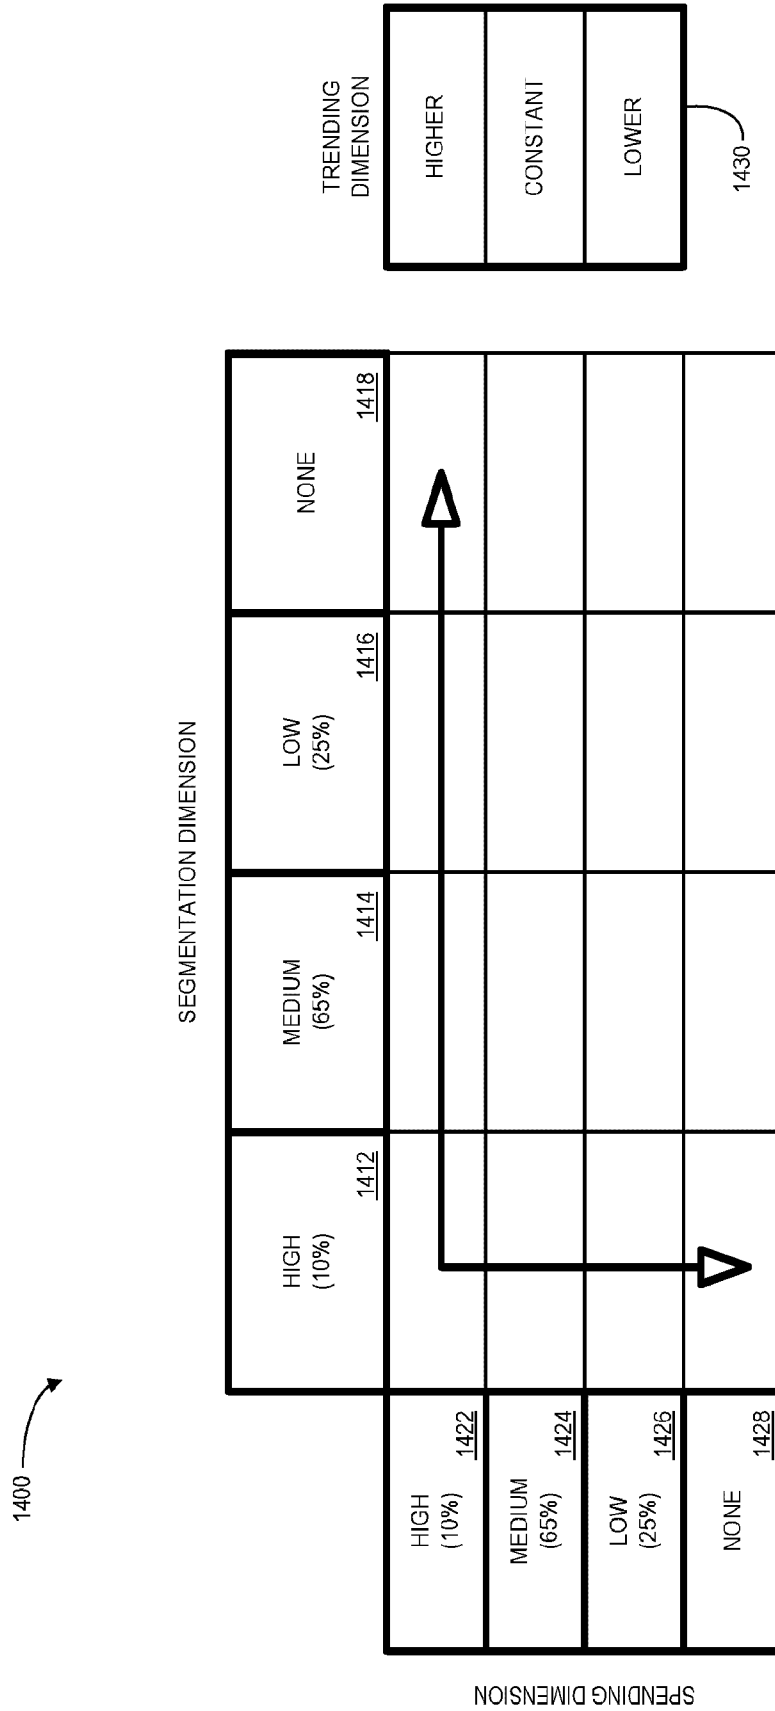 1400
SEGMENTATION DIMENSION
HIGH
(10%)
1412
MEDIUM
(65%)
1414
LOW
(25%)
1416
NONE
1418
TRENDING
DIMENSION
HIGHER
CONSTANT
LOWER
1430
SPENDING DIMENSION
HIGH
(10%)
1422
MEDIUM
(65%)
1424
LOW
(25%)
1426
NONE
1428